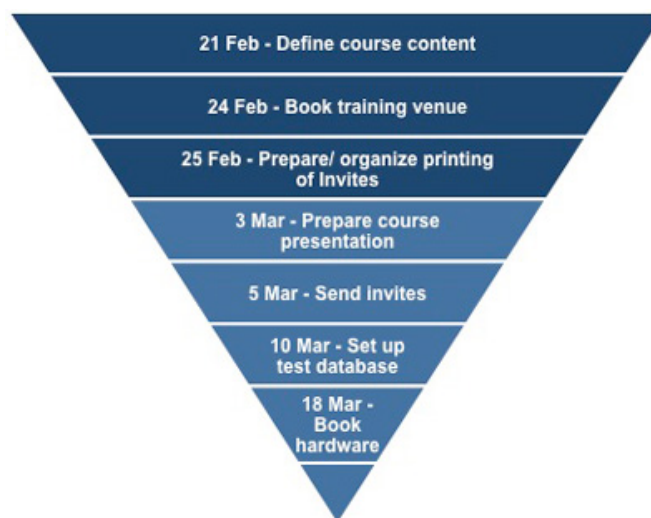 21 Feb - Define course content
24 Feb - Book training venue
25 Feb - Prepare/ organize printing
of Invites
3 Mar - Prepare course
presentation
5 Mar - Send invites
10 Mar - Set up
test database
18 Mar -
Book
hardware